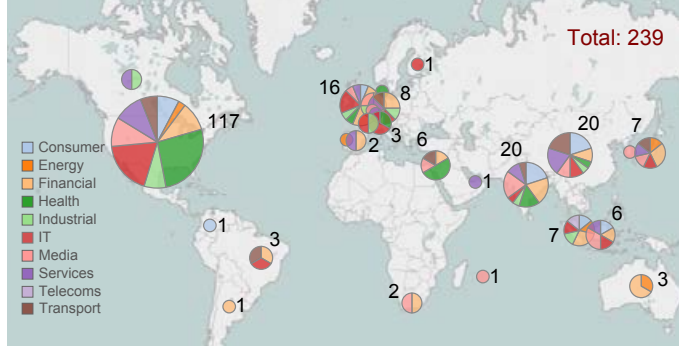 Total: 239
1
16
8
117
3
2
6
20
20
7
1
7
6
1
3
1
2
1
3
Consumer
Energy
Financial
Health
Industrial
IT
Media
Services
Telecoms
Transport